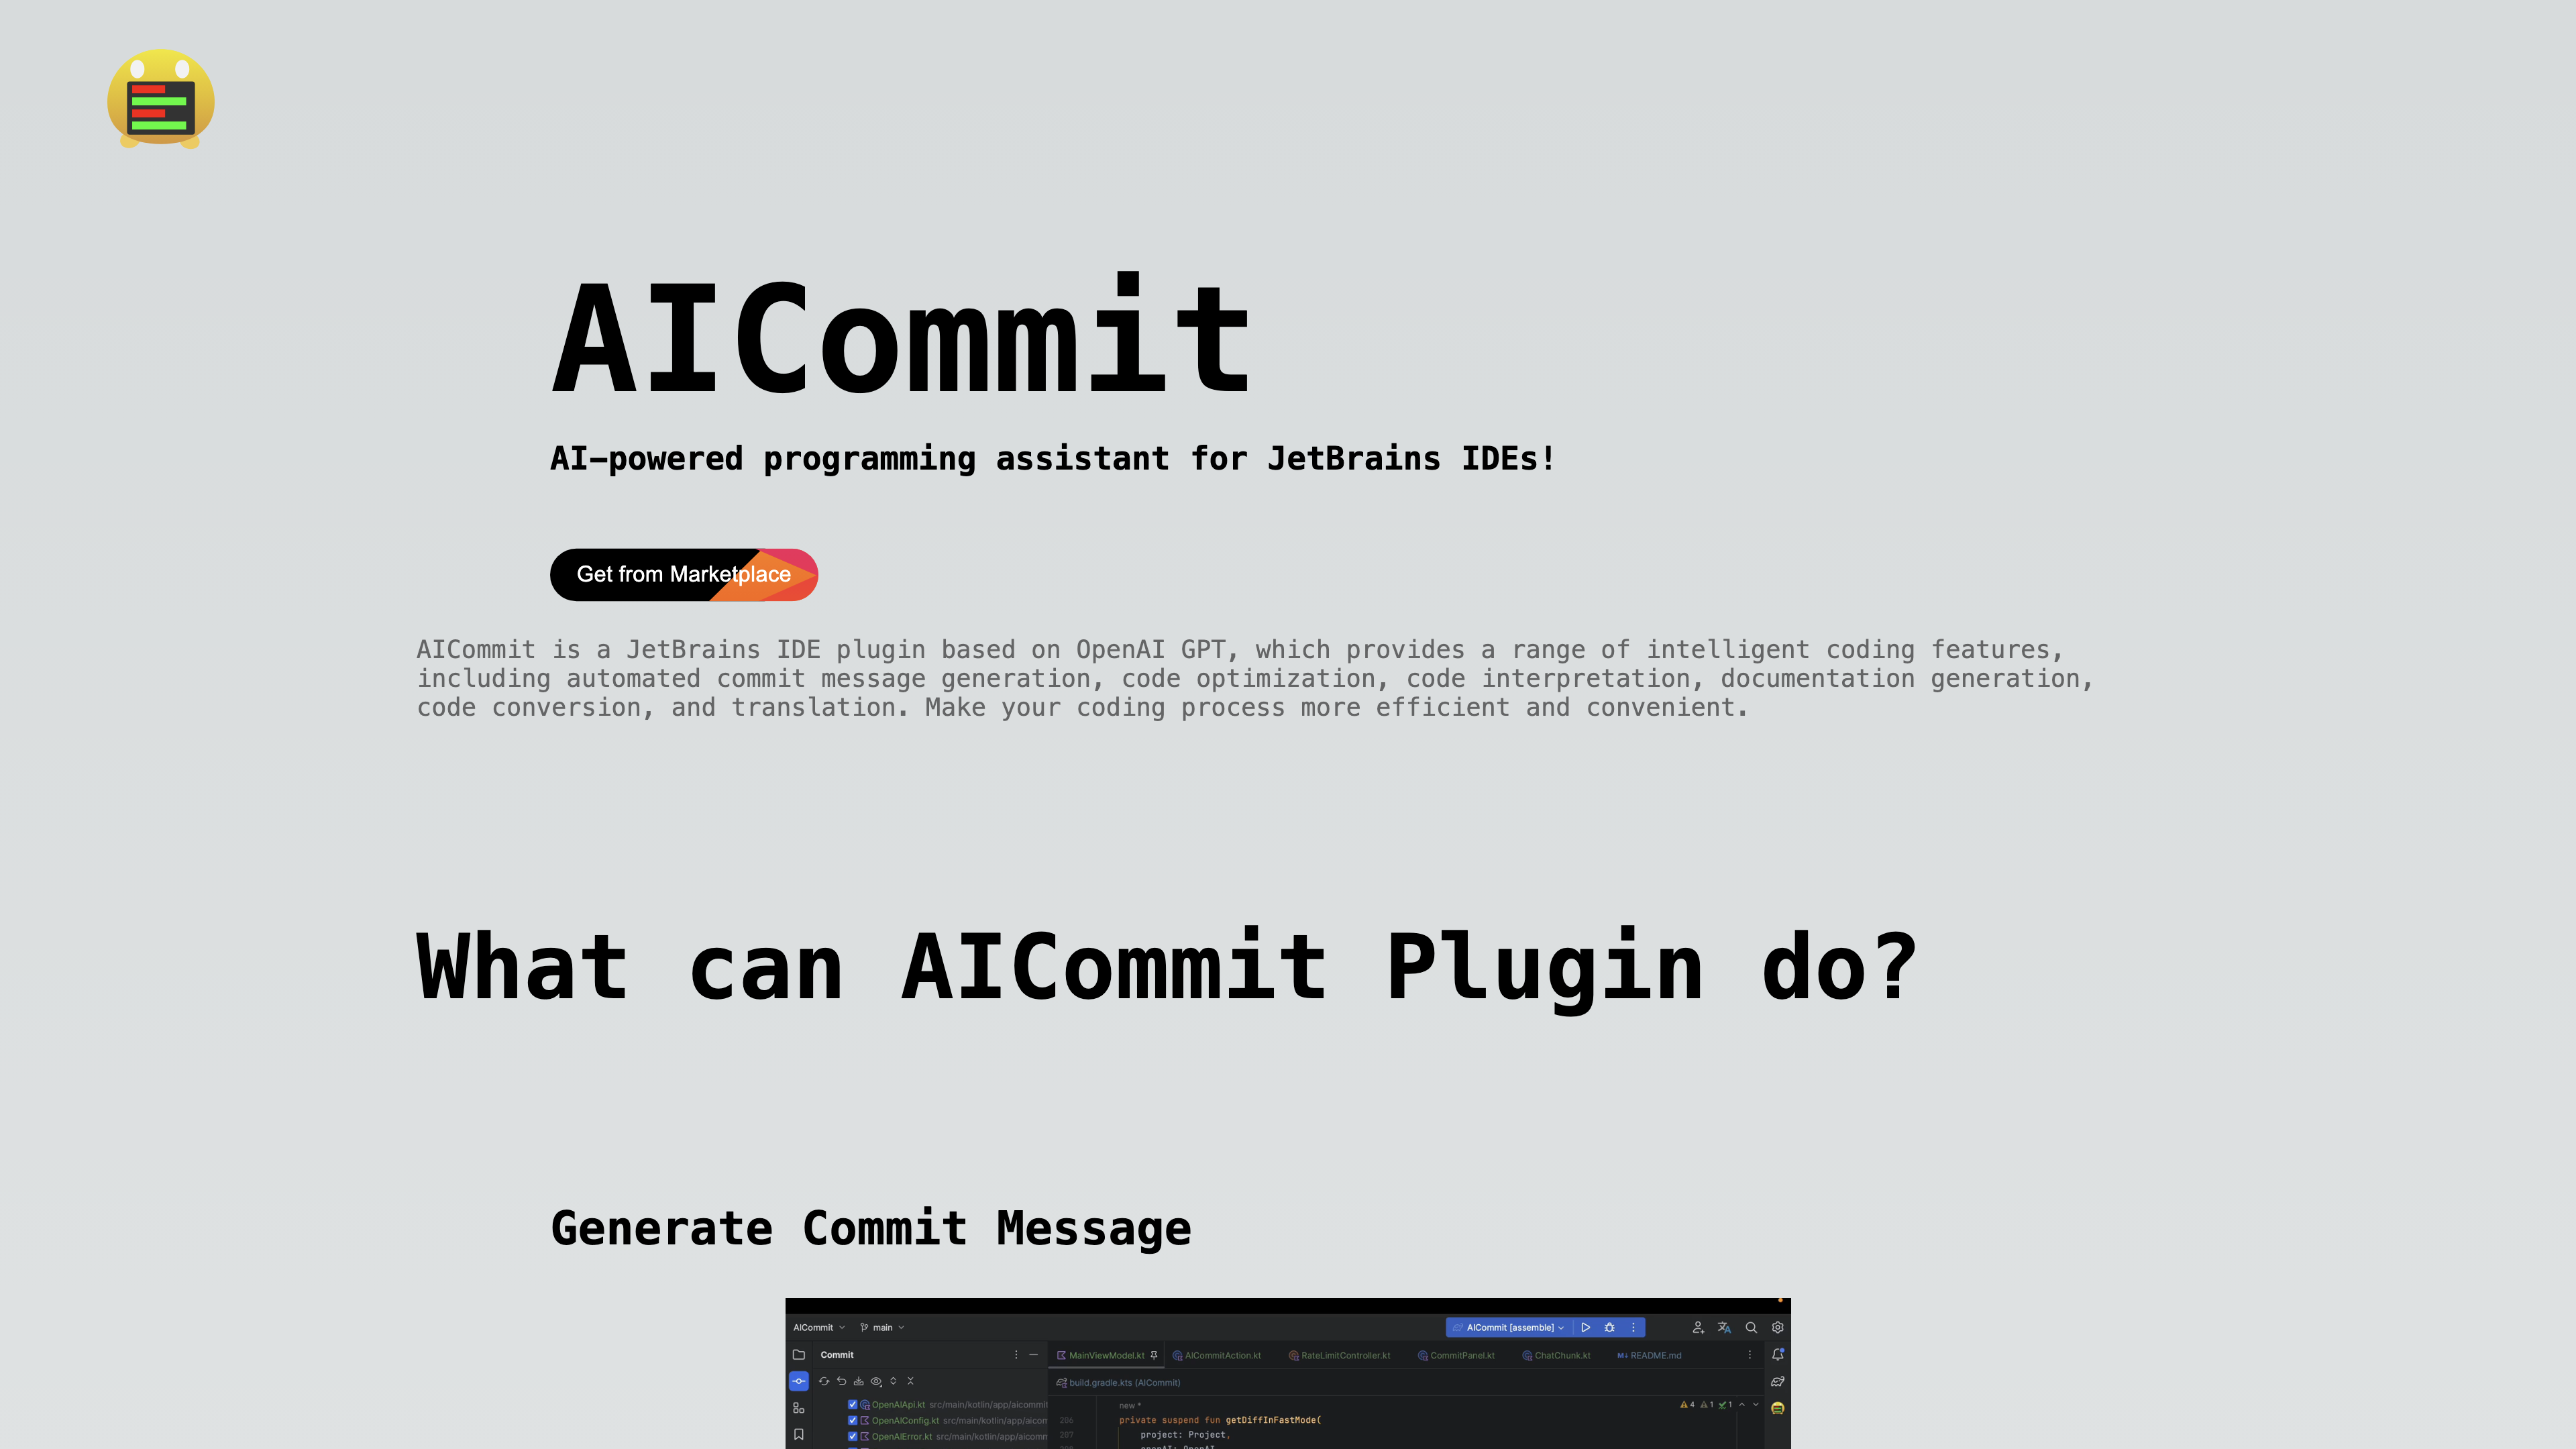 AICommit
AI-powered programming assistant for JetBrains IDEs!
Get from Marketplace
AICommit is a JetBrains IDE plugin based on OpenAI GPT, which provides a range of intelligent coding features,
including automated commit message generation, code optimization, code interpretation, documentation generation,
code conversion, and translation. Make your coding process more efficient and convenient.
What can AICommit Plugin do?
Generate Commit Message
AICommit main AICommit [assemble]
Commit MainViewModel.kt AICommitAction.kt RateLimitController.kt CommitPanel.kt ChatChunk.kt M↓ README.md
build.gradle.kts (AICommit)
OpenAIApi.kt src/main/kotlin/app/aicommit
OpenAIConfig.kt src/main/kotlin/app/aicom
OpenAIError.kt src/main/kotlin/app/aicomm
new * 4 1 1
206 private suspend fun getDiffInFastMode(
207 project: Project,